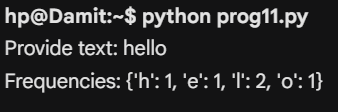 hp@Damit:~$ python prog11.py
Provide text: hello
Frequencies: {'h': 1, 'e': 1, 'l': 2, 'o': 1}